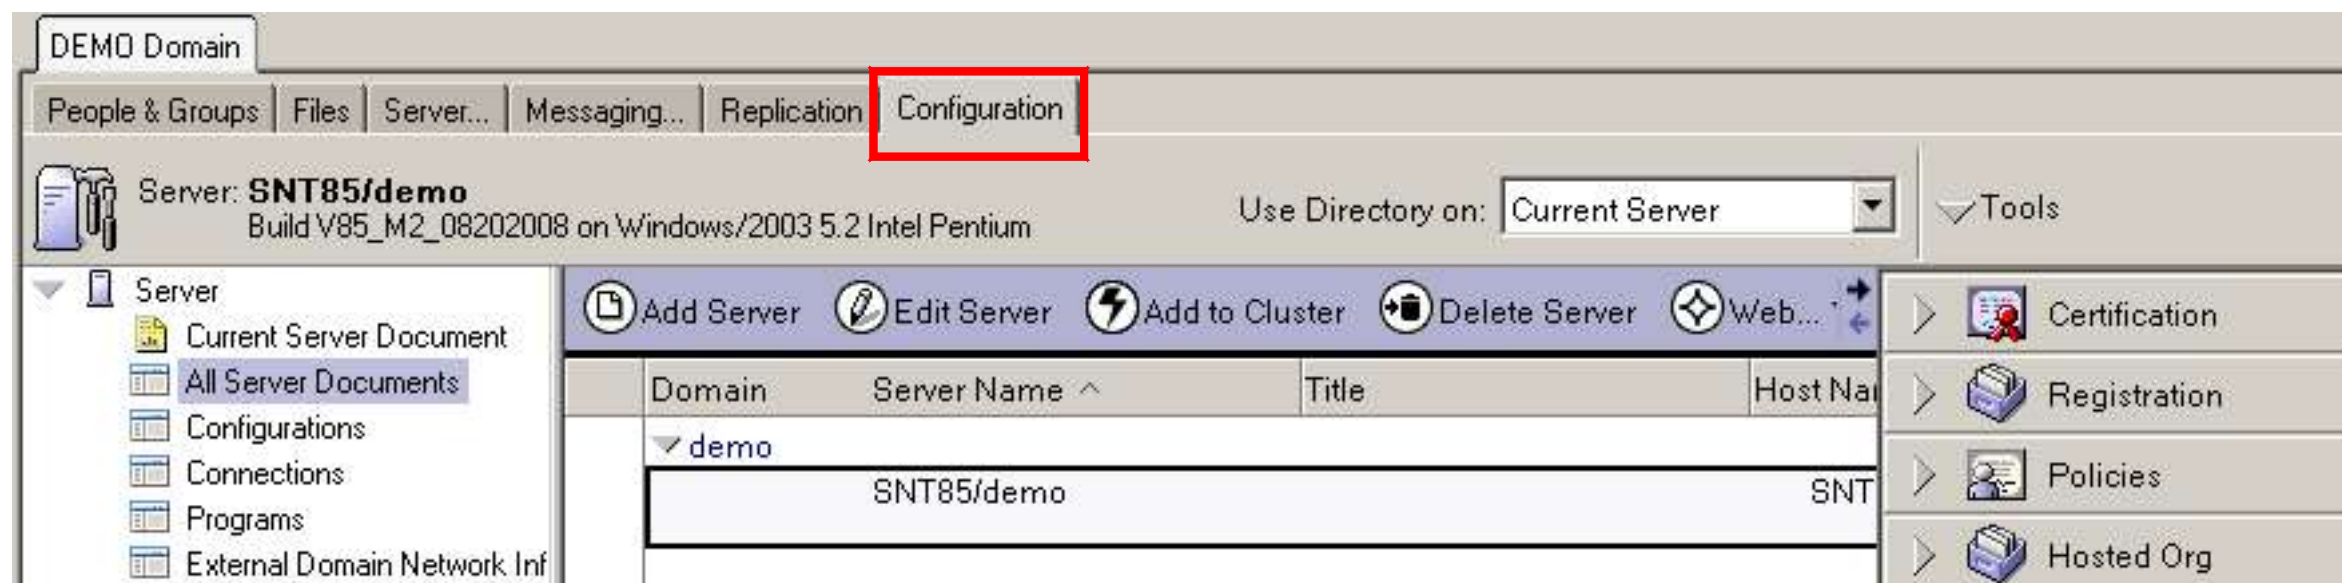 DEMO Domain
People & Groups Files Server... Messaging... Replication Configuration
Server: SNT85/demo
Build V85_M2_08202008 on Windows/2003 5.2 Intel Pentium
Use Directory on: Current Server
Tools
Server
Current Server Document
All Server Documents
Configurations
Connections
Programs
External Domain Network Inf
Add Server Edit Server Add to Cluster Delete Server Web...
Domain Server Name Title Host Nam
demo
SNT85/demo SNT
Certification
Registration
Policies
Hosted Org